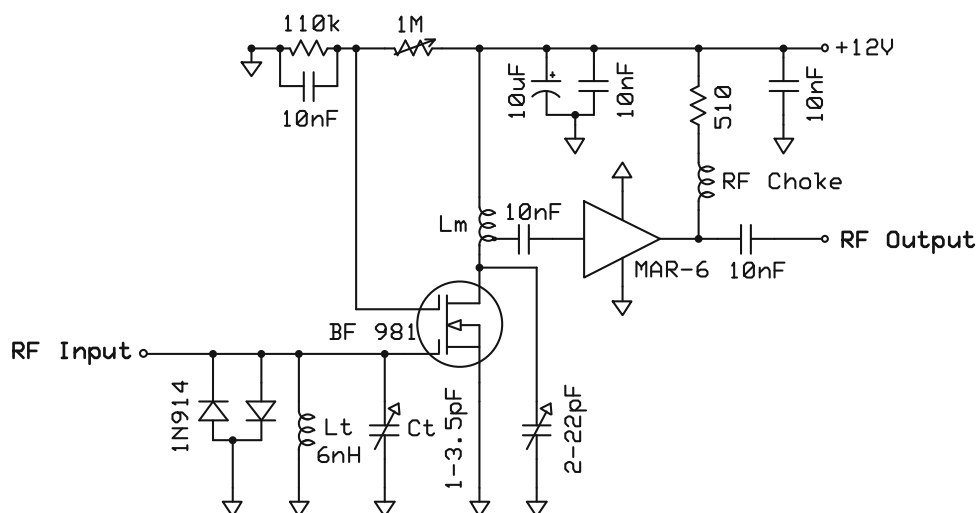 110k
1M
+12V
10nF
10uF
+
10nF
510
10nF
RF Choke
Lm
10nF
RF Output
MAR-6
10nF
BF 981
RF Input
1N914
Lt
6nH
Ct
1-3.5pF
2-22pF